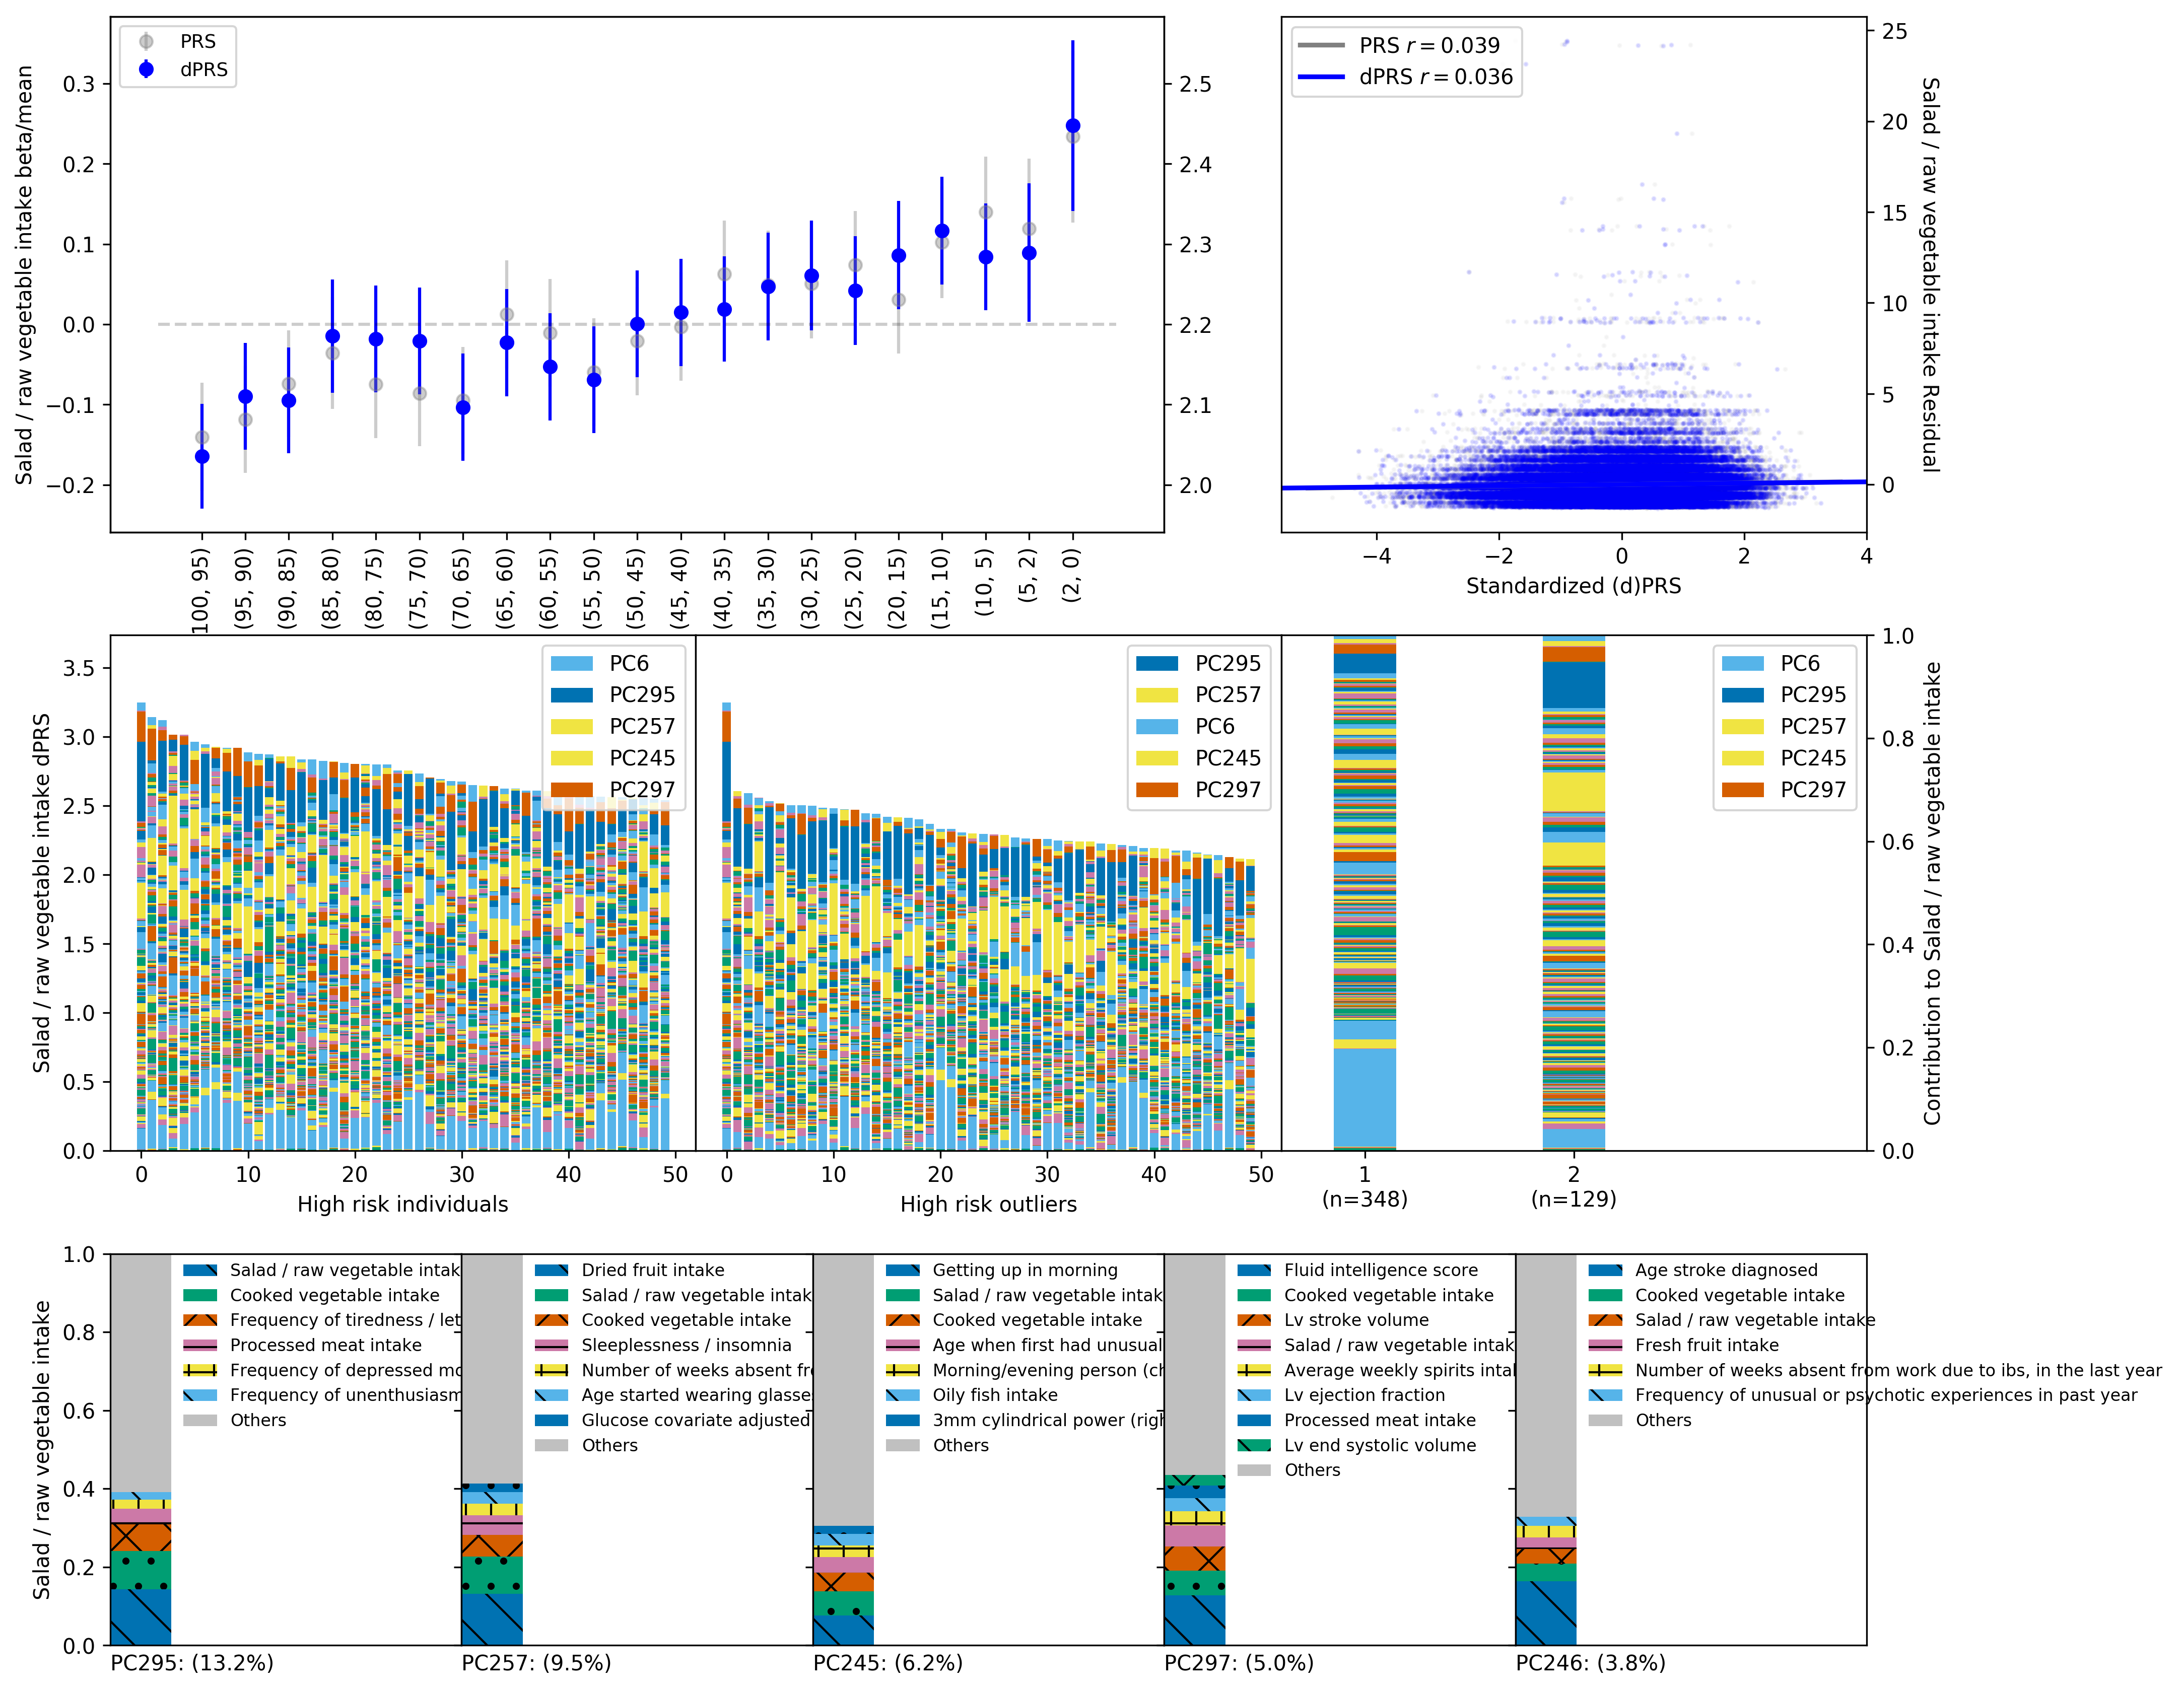 PRS
dPRS
Salad / raw vegetable intake beta/mean
0.3
0.2
0.1
0.0
−0.1
−0.2
2.5
2.4
2.3
2.2
2.1
2.0
100, 95)
(95, 90)
(90, 85)
(85, 80)
(80, 75)
(75, 70)
(70, 65)
(65, 60)
(60, 55)
(55, 50)
(50, 45)
(45, 40)
(40, 35)
(35, 30)
(30, 25)
(25, 20)
(20, 15)
(15, 10)
(10, 5)
(5, 2)
(2, 0)
PRS r = 0.039
dPRS r = 0.036
25
20
15
10
5
0
Salad / raw vegetable intake Residual
−4
−2
0
2
4
Standardized (d)PRS
Salad / raw vegetable intake dPRS
3.5
3.0
2.5
2.0
1.5
1.0
0.5
0.0
PC6
PC295
PC257
PC245
PC297
0
10
20
30
40
50
High risk individuals
PC295
PC257
PC6
PC245
PC297
0
10
20
30
40
50
High risk outliers
PC6
PC295
PC257
PC245
PC297
1
(n=348)
2
(n=129)
1.0
0.8
0.6
0.4
0.2
0.0
Contribution to Salad / raw vegetable intake
Salad / raw vegetable intake
1.0
0.8
0.6
0.4
0.2
0.0
Salad / raw vegetable intak
Cooked vegetable intake
Frequency of tiredness / let
Processed meat intake
Frequency of depressed mo
Frequency of unenthusiasm
Others
PC295: (13.2%)
Dried fruit intake
Salad / raw vegetable intak
Cooked vegetable intake
Sleeplessness / insomnia
Number of weeks absent fr
Age started wearing glasse
Glucose covariate adjusted
Others
PC257: (9.5%)
Getting up in morning
Salad / raw vegetable intak
Cooked vegetable intake
Age when first had unusual
Morning/evening person (ch
Oily fish intake
3mm cylindrical power (righ
Others
PC245: (6.2%)
Fluid intelligence score
Cooked vegetable intake
Lv stroke volume
Salad / raw vegetable intak
Average weekly spirits intak
Lv ejection fraction
Processed meat intake
Lv end systolic volume
Others
PC297: (5.0%)
Age stroke diagnosed
Cooked vegetable intake
Salad / raw vegetable intake
Fresh fruit intake
Number of weeks absent from work due to ibs, in the last year
Frequency of unusual or psychotic experiences in past year
Others
PC246: (3.8%)